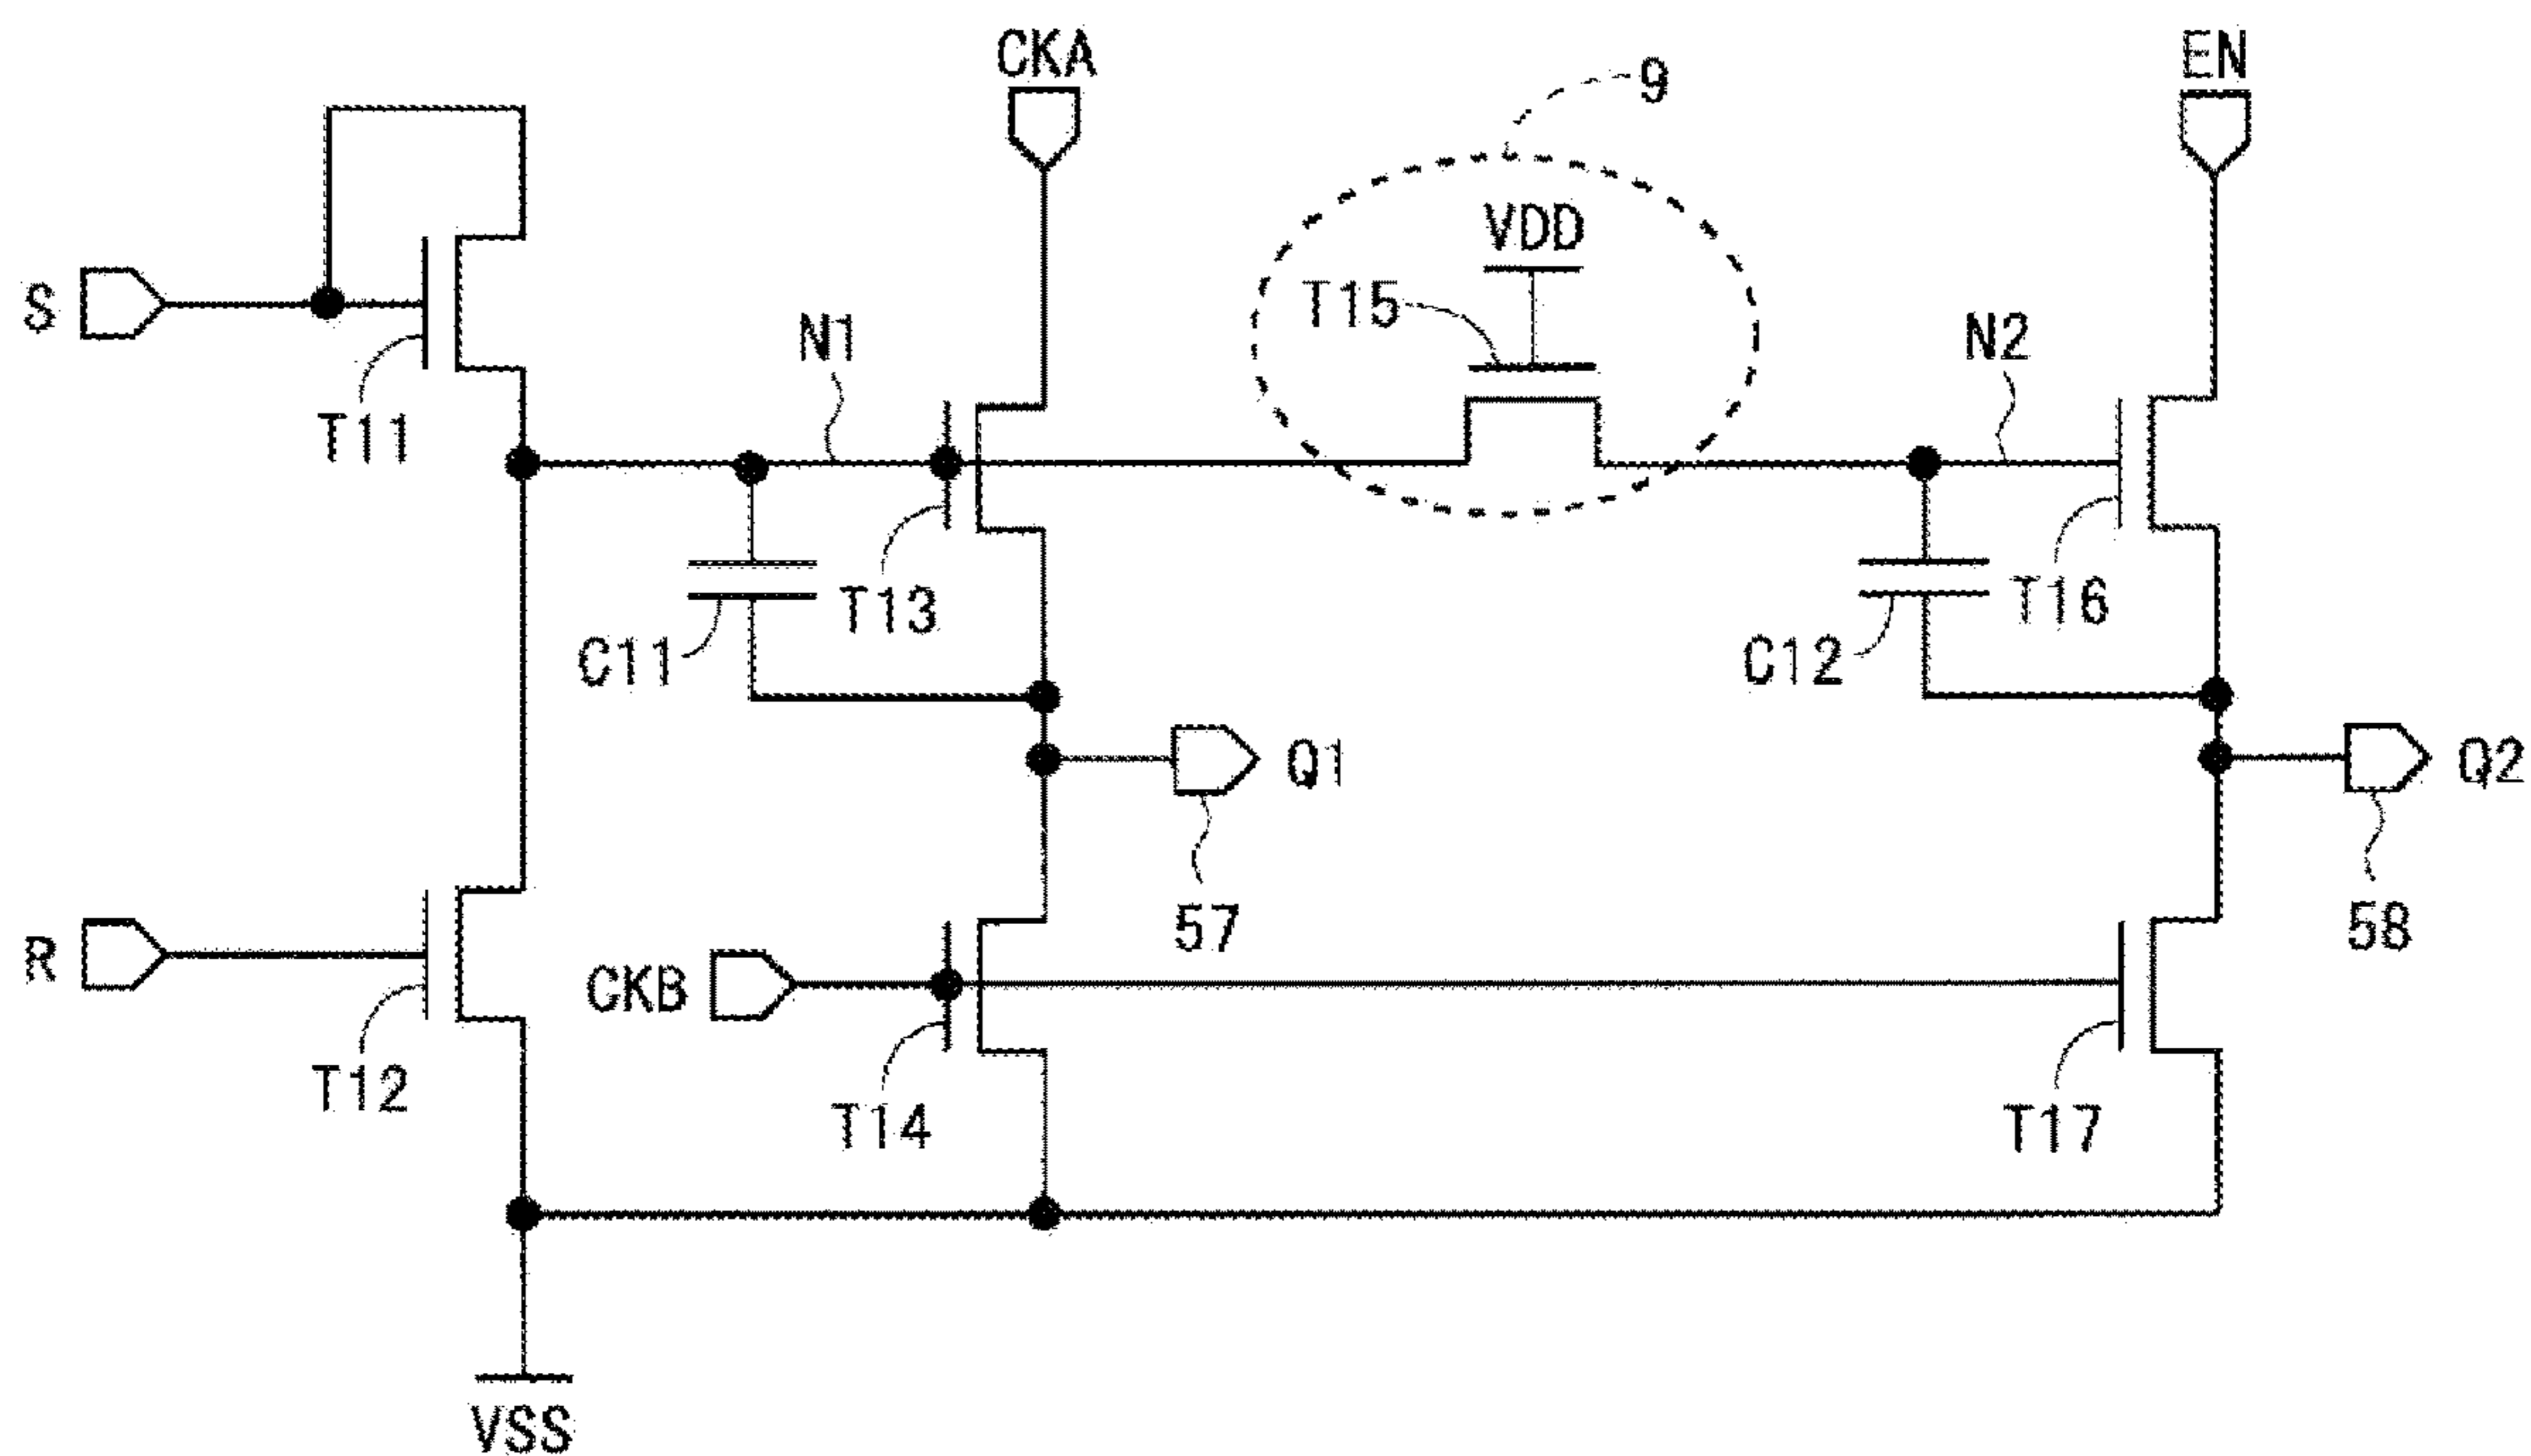 CKA
EN
9
VDD
S
T15
N1
N2
T11
T13
T16
C11
C12
Q1
Q2
57
58
R
CKB
T12
T14
T17
VSS